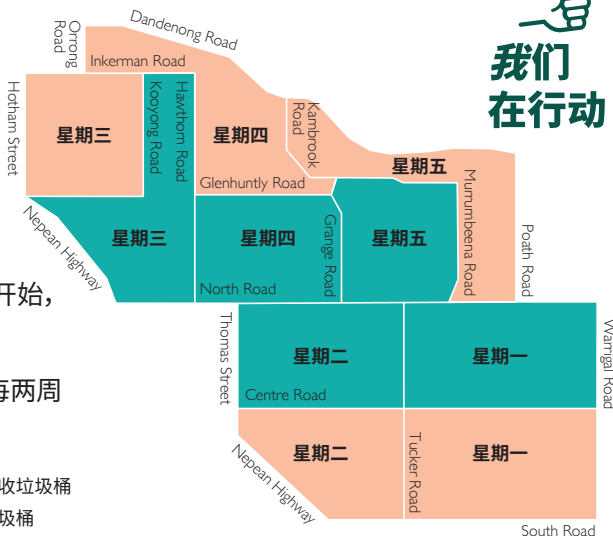 Dandenong Road
Orrong
Road
Inkerman Road
我们
在行动
Hotham Street
星期三
Kooyong Road
Hawthorn Road
星期四
Kambrook
Road
星期五
Glenhuntly Road
Murrumbeena Road
Nepean Highway
星期三
星期四
Grange Road
星期五
Poath Road
开始，
North Road
Thomas Street
星期二
星期一
Warrigal Road
每两周
Centre Road
星期二
Tucker Road
星期一
Nepean Highway
收垃圾桶
圾桶
South Road